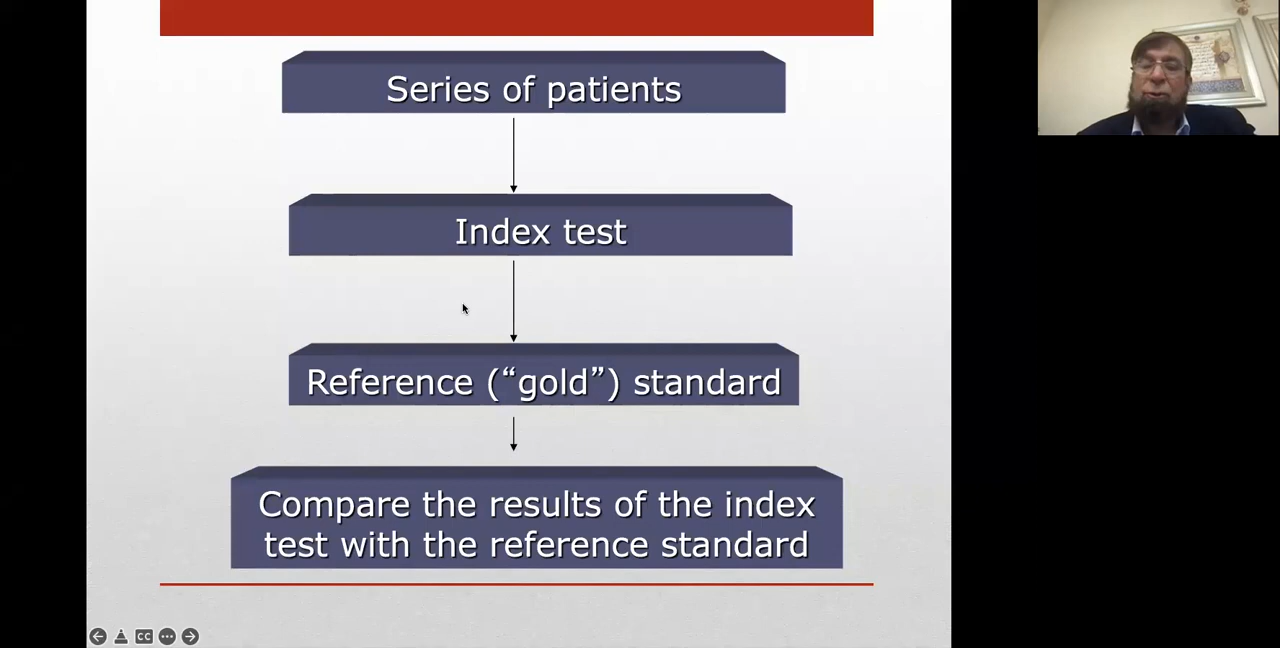 Series of patients
Index test
Reference (“gold”) standard
Compare the results of the index
test with the reference standard
CC